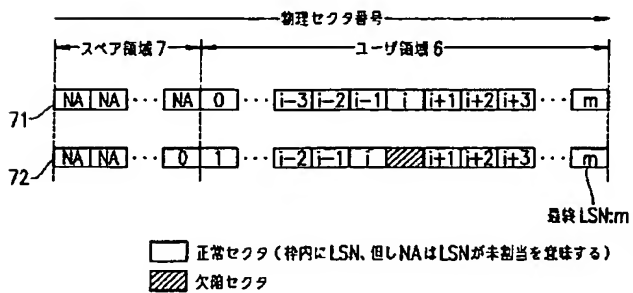 物理セクタ番号
スペア領域7 ユーザ領域6
71 NA NA ··· NA 0 ··· i-3 i-2 i-1 i i+1 i+2 i+3 ··· m
72 NA NA ··· 0 1 ··· i-2 i-1 i i+1 i+2 i+3 ··· m
最終LSN:m
正常セクタ(枠内にLSN、但しNAはLSNが未割当を意味する)
欠陥セクタ